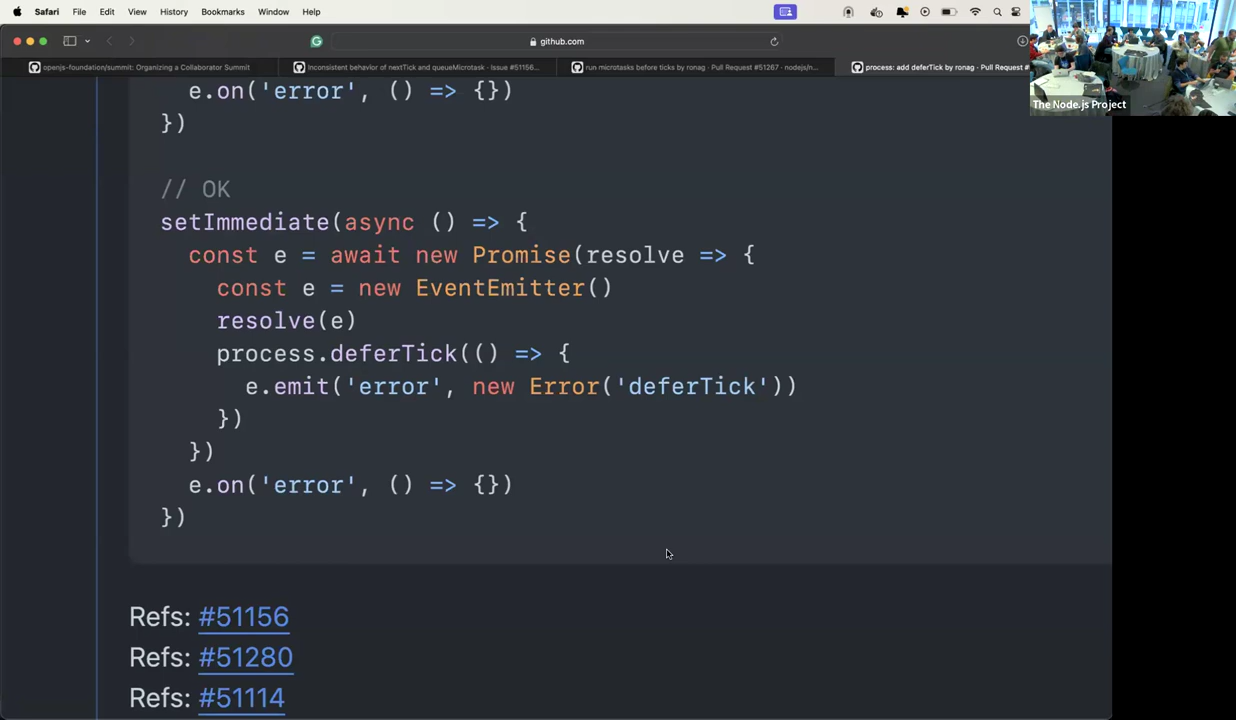 Safari File Edit View History Bookmarks Window Help
github.com
openjs-foundation/summit: Organizing a Collaborator Summit
Inconsistent behavior of nextTick and queueMicrotask · Issue #51156...
run microtasks before ticks by ronag · Pull Request #51267 · nodejs/n...
process: add deferTick by ronag · Pull Request #
The Node.js Project
  e.on('error', () => {})
})
// OK
setImmediate(async () => {
  const e = await new Promise(resolve => {
    const e = new EventEmitter()
    resolve(e)
    process.deferTick(() => {
      e.emit('error', new Error('deferTick'))
    })
  })
  e.on('error', () => {})
})
Refs: #51156
Refs: #51280
Refs: #51114